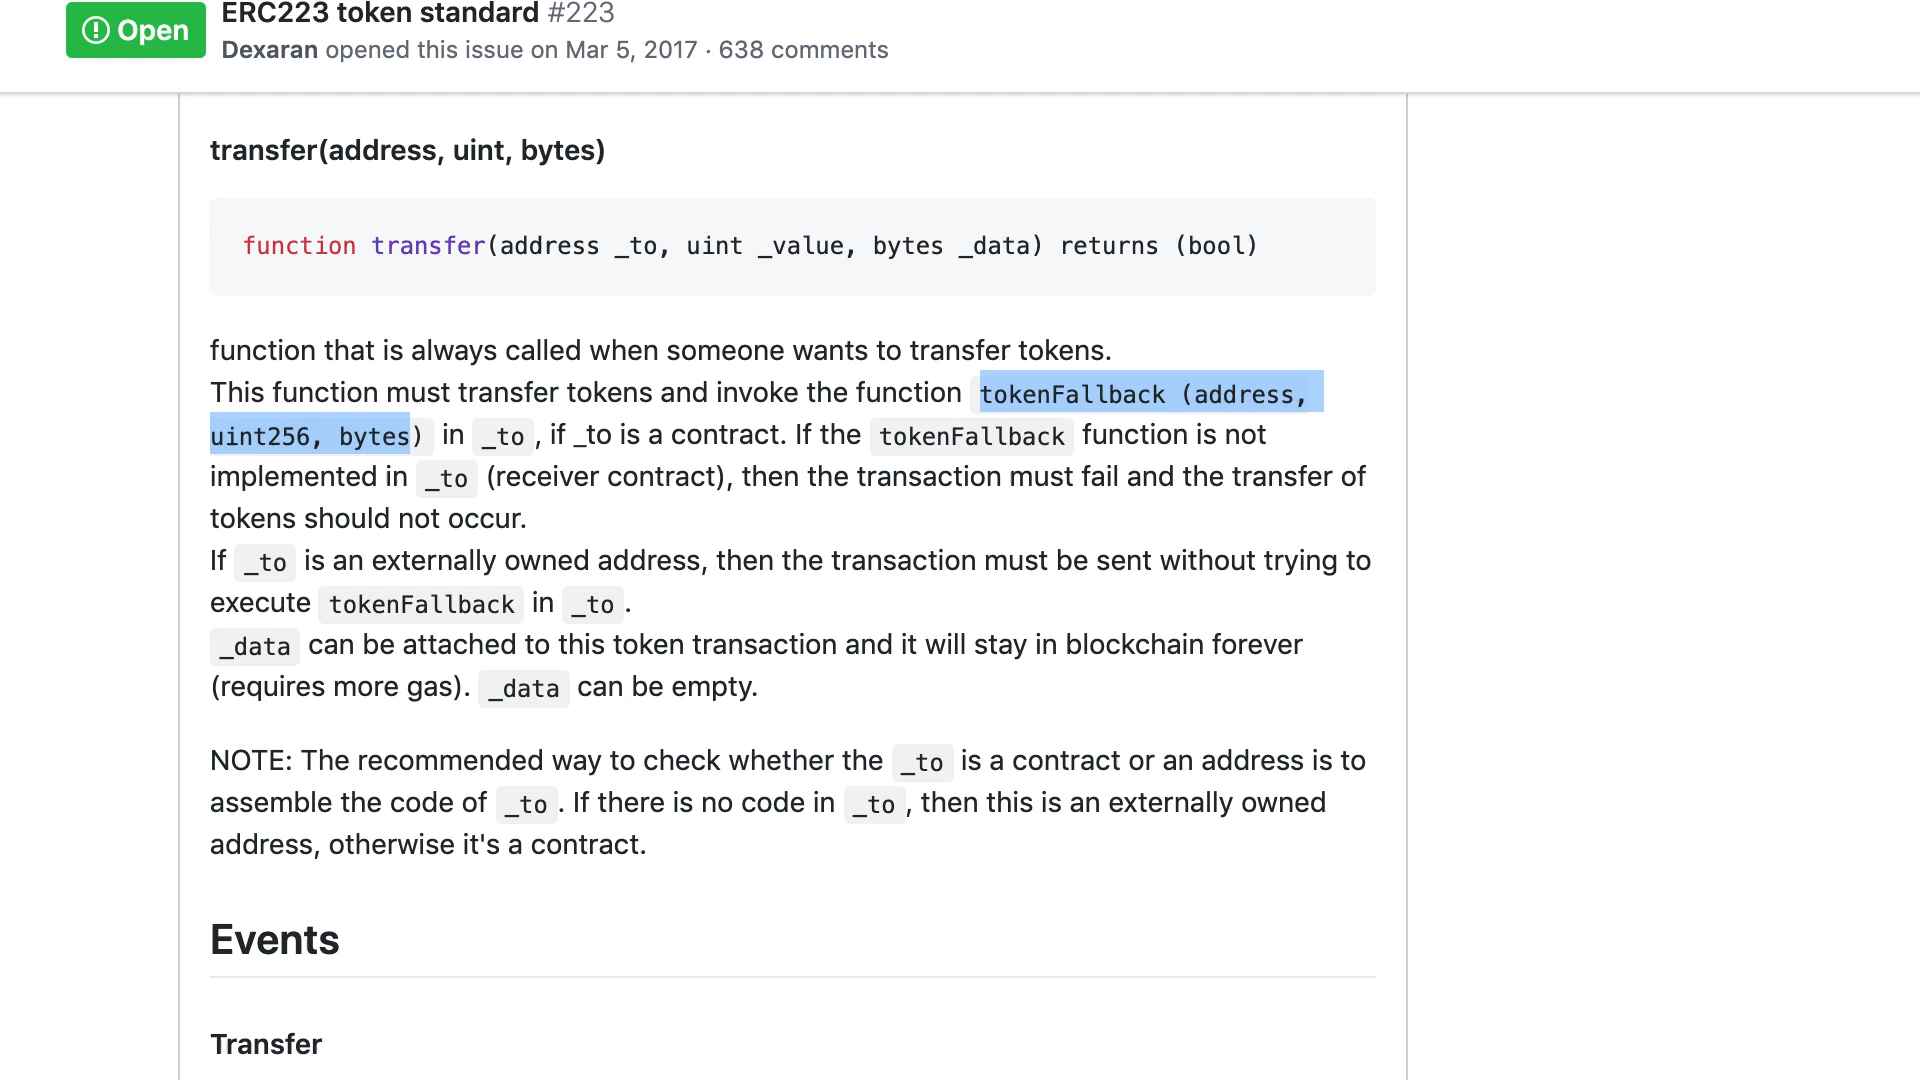 Open
ERC223 token standard #223
Dexaran opened this issue on Mar 5, 2017 · 638 comments
transfer(address, uint, bytes)
function transfer(address _to, uint _value, bytes _data) returns (bool)
function that is always called when someone wants to transfer tokens.
This function must transfer tokens and invoke the function tokenFallback (address,
uint256, bytes) in _to, if _to is a contract. If the tokenFallback function is not
implemented in _to (receiver contract), then the transaction must fail and the transfer of
tokens should not occur.
If _to is an externally owned address, then the transaction must be sent without trying to
execute tokenFallback in _to.
_data can be attached to this token transaction and it will stay in blockchain forever
(requires more gas). _data can be empty.
NOTE: The recommended way to check whether the _to is a contract or an address is to
assemble the code of _to. If there is no code in _to, then this is an externally owned
address, otherwise it's a contract.
Events
Transfer